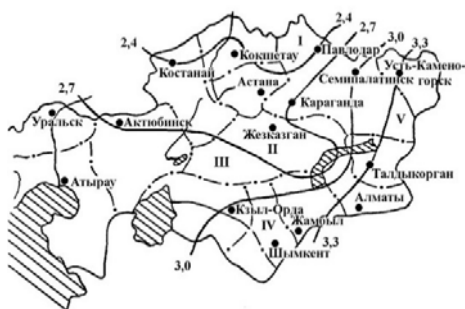 2,4
2,7
3,0
3,3
2,4
I
Павлодар
Кокшетау
Костанай
Усть-Камено-
горск
Семипалатинск
Астана
2,7
Караганда
V
Уральск
Актюбинск
Жезказган
II
III
Талдыкорган
Атырау
Алматы
Кзыл-Орда
IV
Жамбыл
3,0
3,3
Шымкент